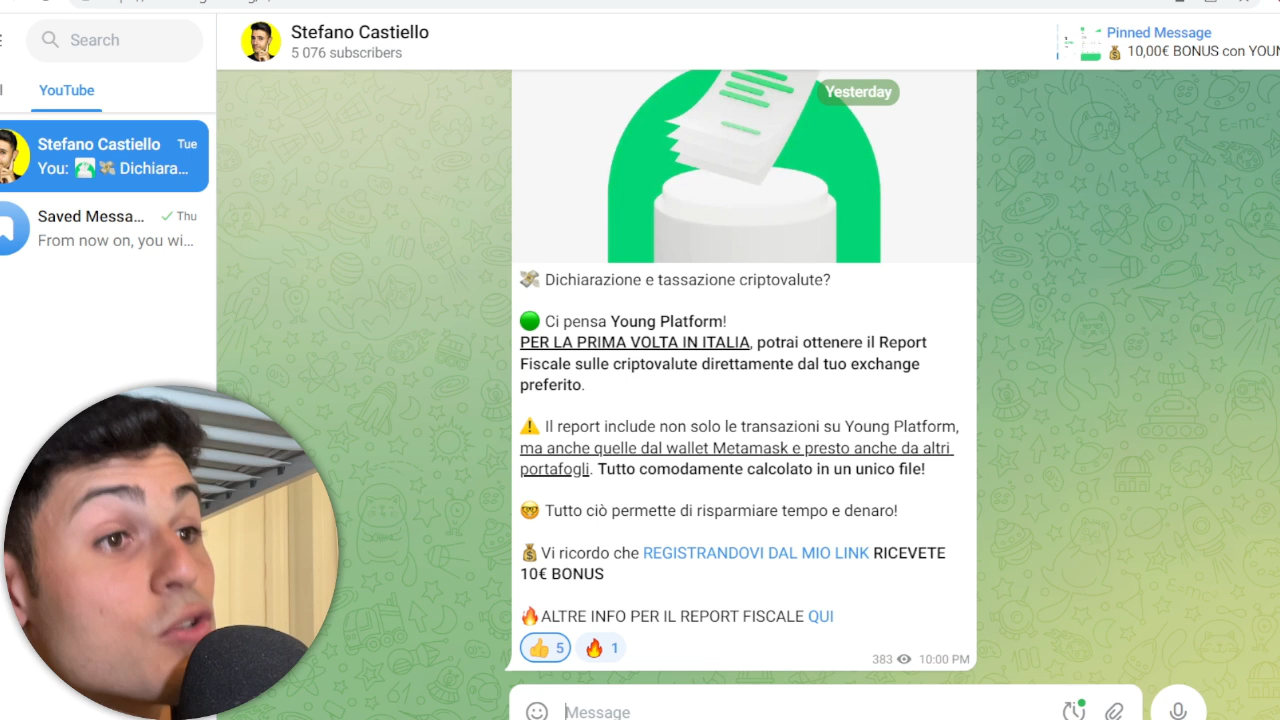 Search
YouTube
Stefano Castiello
Tue
You: 💸 Dichiara...
Saved Messa...
Thu
From now on, you wi...
Stefano Castiello
5 076 subscribers
Pinned Message
💰 10,00€ BONUS con
Yesterday
💸 Dichiarazione e tassazione criptovalute?
🟢 Ci pensa Young Platform!
PER LA PRIMA VOLTA IN ITALIA, potrai ottenere il Report
Fiscale sulle criptovalute direttamente dal tuo exchange
preferito.
⚠️ Il report include non solo le transazioni su Young Platform,
ma anche quelle dal wallet Metamask e presto anche da altri
portafogli. Tutto comodamente calcolato in un unico file!
🤓 Tutto ciò permette di risparmiare tempo e denaro!
💰Vi ricordo che REGISTRANDOVI DAL MIO LINK RICEVETE
10€ BONUS
🔥ALTRE INFO PER IL REPORT FISCALE QUI
👍 5 🔥 1
383 10:00 PM
Message